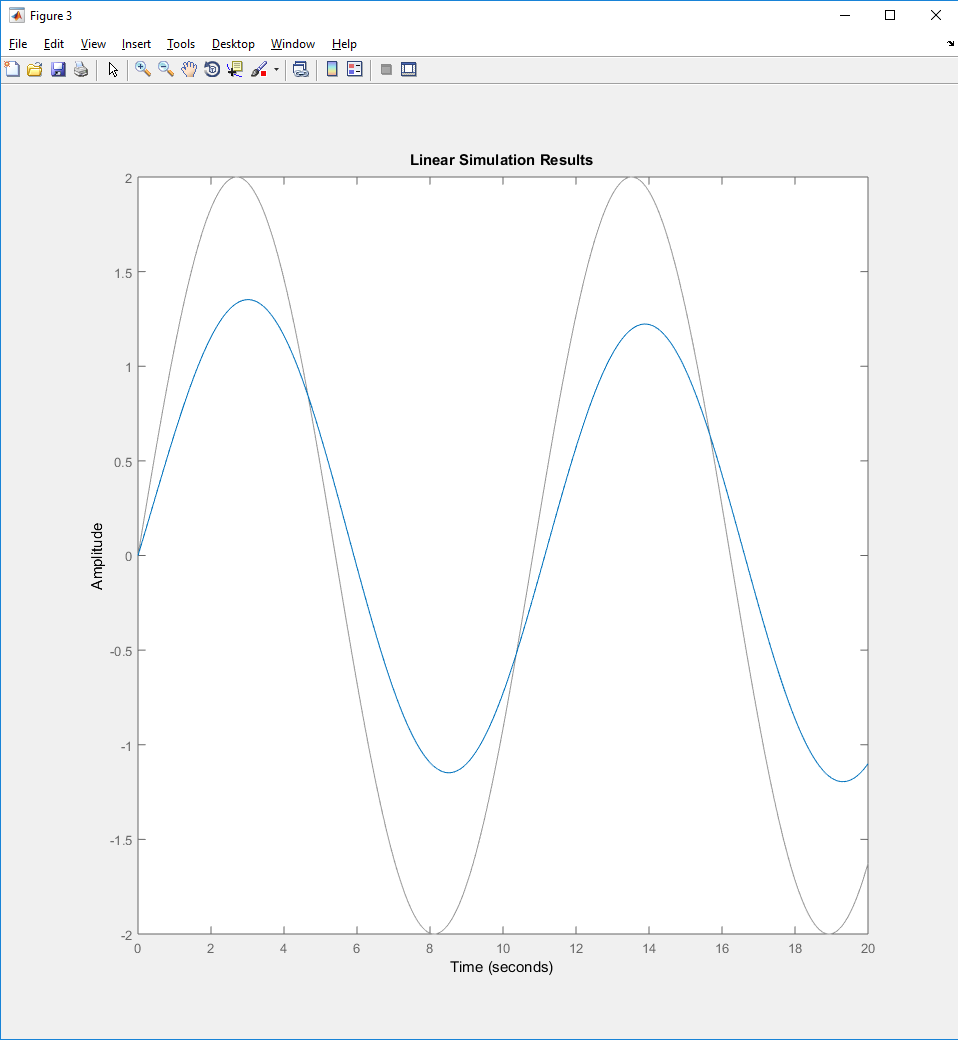 Figure 3
File Edit View Insert Tools Desktop Window Help
Linear Simulation Results
2
1.5
1
0.5
0
-0.5
-1
-1.5
-2
Amplitude
0 2 4 6 8 10 12 14 16 18 20
Time (seconds)